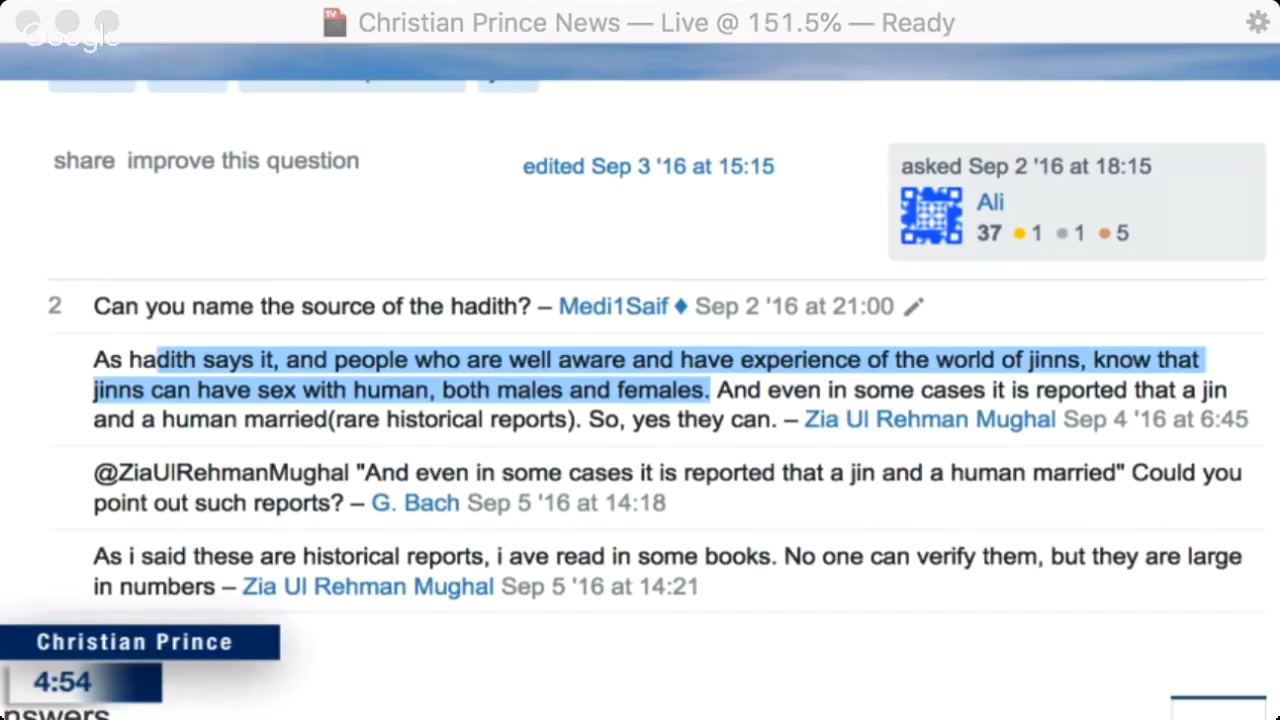 Christian Prince News — Live @ 151.5% — Ready
Google
share improve this question
edited Sep 3 '16 at 15:15
asked Sep 2 '16 at 18:15
Ali
37 1 1 5
2 Can you name the source of the hadith? – Medi1Saif ♦ Sep 2 '16 at 21:00
As hadith says it, and people who are well aware and have experience of the world of jinns, know that
jinns can have sex with human, both males and females. And even in some cases it is reported that a jin
and a human married(rare historical reports). So, yes they can. – Zia Ul Rehman Mughal Sep 4 '16 at 6:45
@ZiaUlRehmanMughal "And even in some cases it is reported that a jin and a human married" Could you
point out such reports? – G. Bach Sep 5 '16 at 14:18
As i said these are historical reports, i ave read in some books. No one can verify them, but they are large
in numbers – Zia Ul Rehman Mughal Sep 5 '16 at 14:21
Christian Prince
4:54
nswers